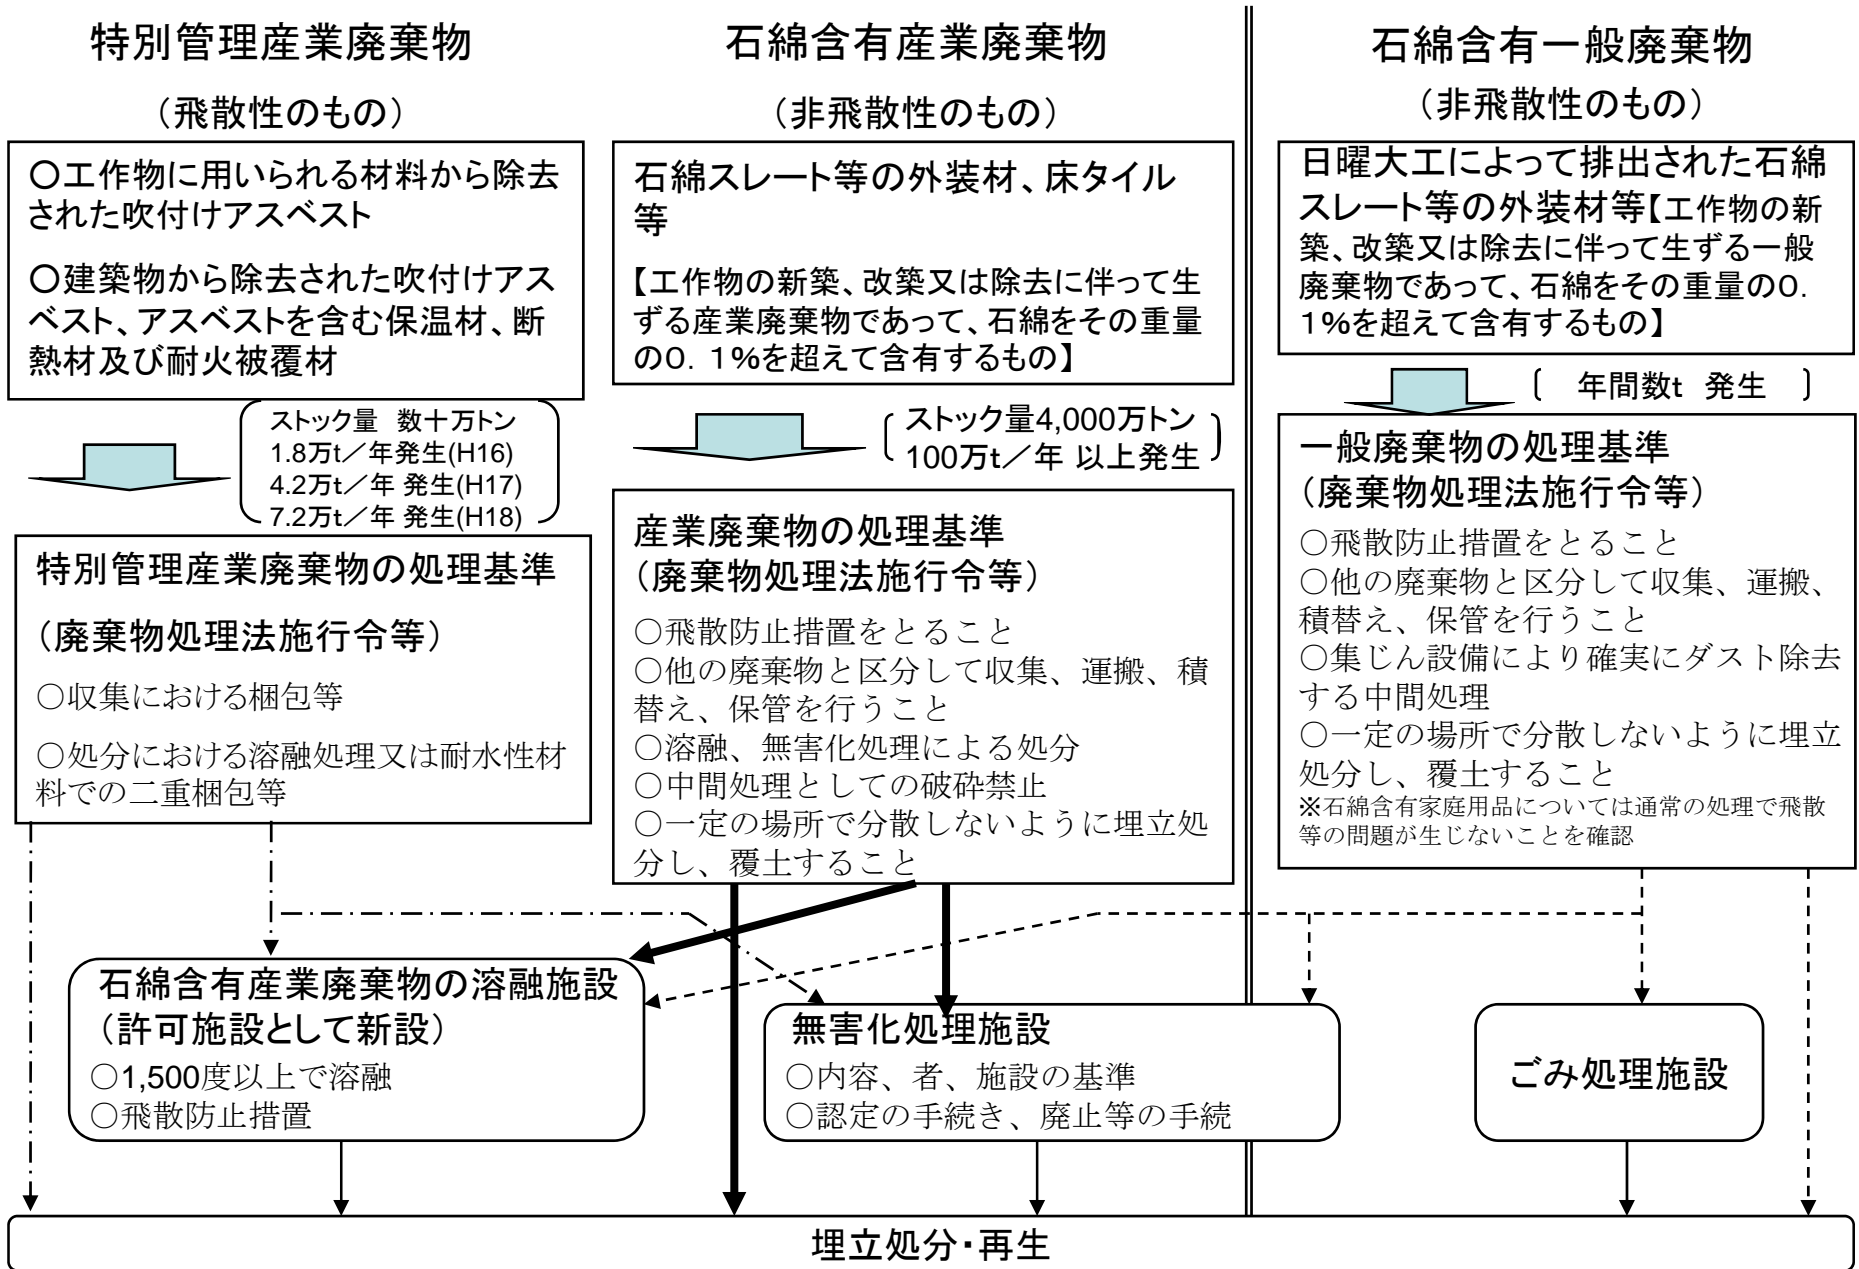 特別管理産業廃棄物
（飛散性のもの）
〇工作物に用いられる材料から除去
された吹付けアスベスト
〇建築物から除去された吹付けアス
ベスト、アスベストを含む保温材、断
熱材及び耐火被覆材
ストック量　数十万トン
1.8万t／年発生(H16)
4.2万t／年 発生(H17)
7.2万t／年 発生(H18)
特別管理産業廃棄物の処理基準
（廃棄物処理法施行令等）
○収集における梱包等
○処分における溶融処理又は耐水性材
料での二重梱包等
石綿含有産業廃棄物
（非飛散性のもの）
石綿スレート等の外装材、床タイル
等
【工作物の新築、改築又は除去に伴って生
ずる産業廃棄物であって、石綿をその重量
の０．１％を超えて含有するもの】
ストック量4,000万トン
100万t／年 以上発生
産業廃棄物の処理基準
（廃棄物処理法施行令等）
○飛散防止措置をとること
○他の廃棄物と区分して収集、運搬、積
替え、保管を行うこと
○溶融、無害化処理による処分
○中間処理としての破砕禁止
○一定の場所で分散しないように埋立処
分し、覆土すること
石綿含有一般廃棄物
（非飛散性のもの）
日曜大工によって排出された石綿
スレート等の外装材等【工作物の新
築、改築又は除去に伴って生ずる一般
廃棄物であって、石綿をその重量の０．
１％を超えて含有するもの】
〔　年間数t　発生　〕
一般廃棄物の処理基準
（廃棄物処理法施行令等）
○飛散防止措置をとること
○他の廃棄物と区分して収集、運搬、
積替え、保管を行うこと
○集じん設備により確実にダスト除去
する中間処理
○一定の場所で分散しないように埋立
処分し、覆土すること
※石綿含有家庭用品については通常の処理で飛散
等の問題が生じないことを確認
石綿含有産業廃棄物の溶融施設
（許可施設として新設）
○1,500度以上で溶融
○飛散防止措置
無害化処理施設
○内容、者、施設の基準
○認定の手続き、廃止等の手続
ごみ処理施設
埋立処分・再生